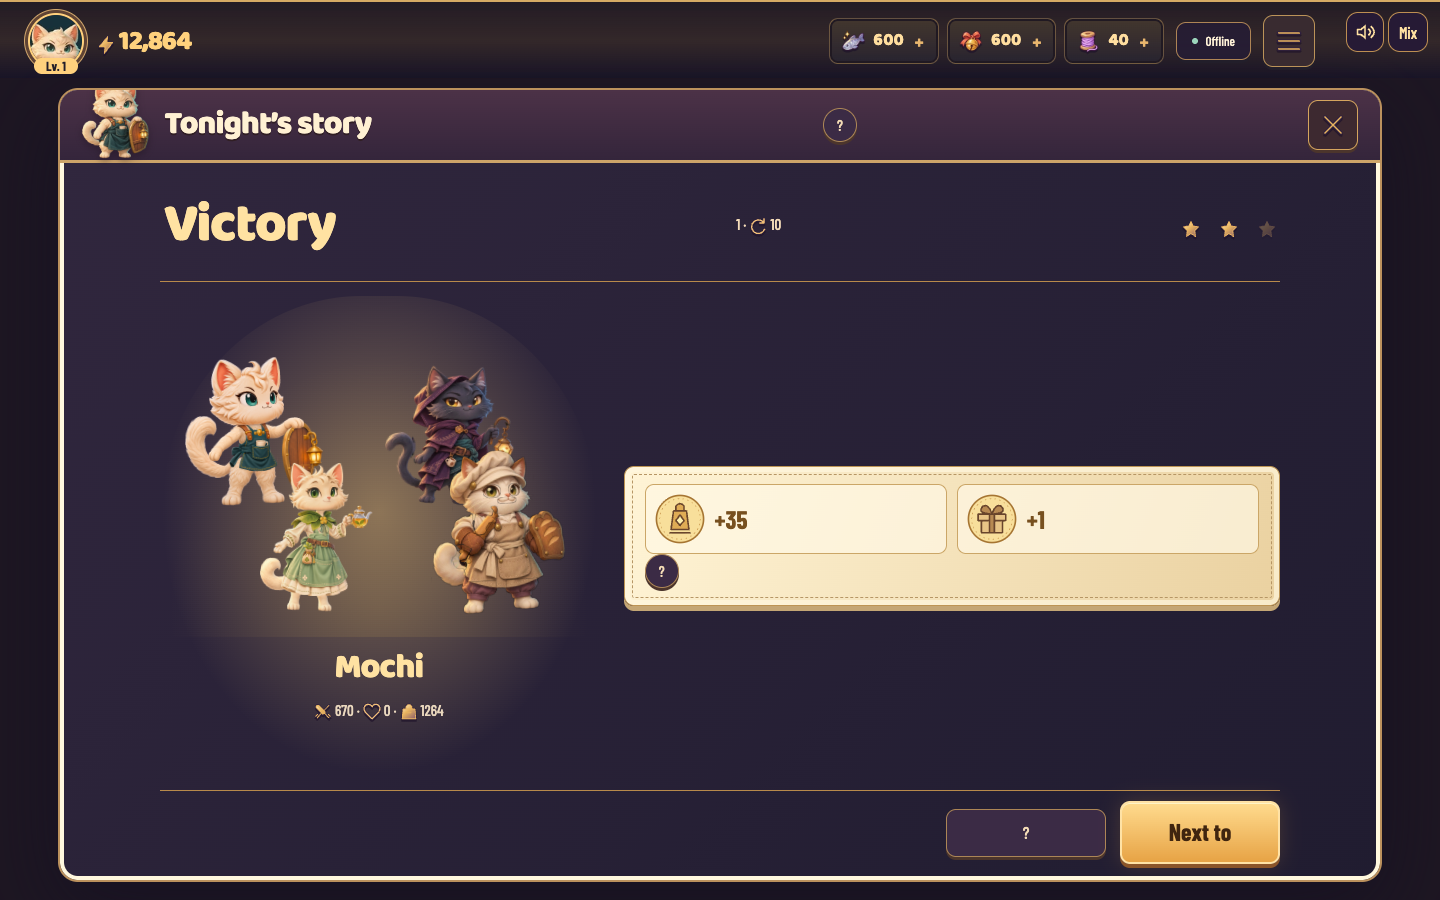 Lv. 1
12,864
600 +
600 +
40 +
Offline
Mix
Tonight's story
?
Victory
1 · 10
+35
+1
?
Mochi
670 · 0 · 1264
?
Next to